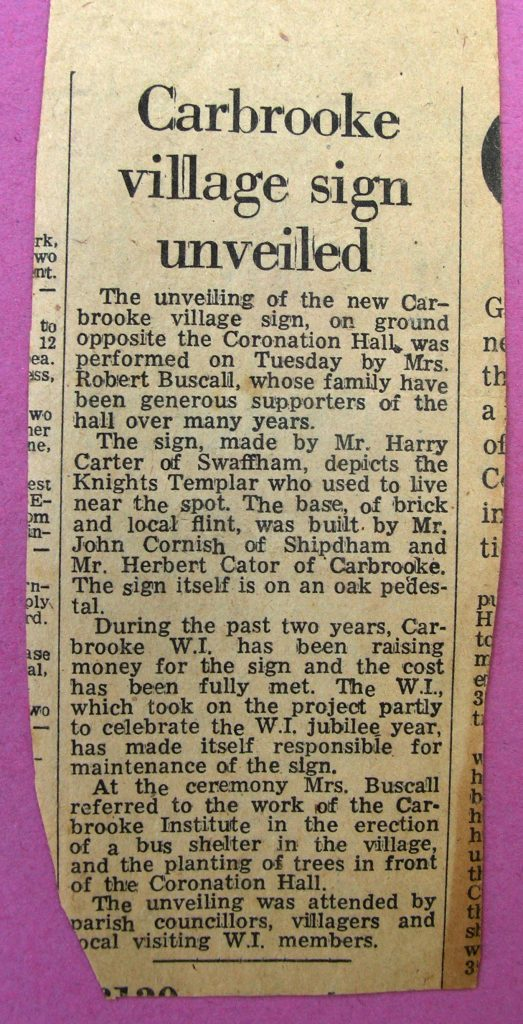 Carbrooke
village sign
unveiled
The unveiling of the new Car-
brooke village sign, on ground
opposite the Coronation Hall, was
performed on Tuesday by Mrs.
Robert Buscall, whose family have
been generous supporters of the
hall over many years.
The sign, made by Mr. Harry
Carter of Swaffham, depicts the
Knights Templar who used to live
near the spot. The base, of brick
and local flint, was built by Mr.
John Cornish of Shipdham and
Mr. Herbert Cator of Carbrooke.
The sign itself is on an oak pedes-
tal.
During the past two years, Car-
brooke W.I. has been raising
money for the sign and the cost
has been fully met. The W.I.,
which took on the project partly
to celebrate the W.I. jubilee year,
has made itself responsible for
maintenance of the sign.
At the ceremony Mrs. Buscall
referred to the work of the Car-
brooke Institute in the erection
of a bus shelter in the village,
and the planting of trees in front
of the Coronation Hall.
The unveiling was attended by
parish councillors, villagers and
ocal visiting W.I. members.